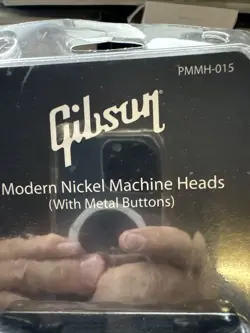 PMMH-015
Gibson
Modern Nickel Machine Heads
(With Metal Buttons)